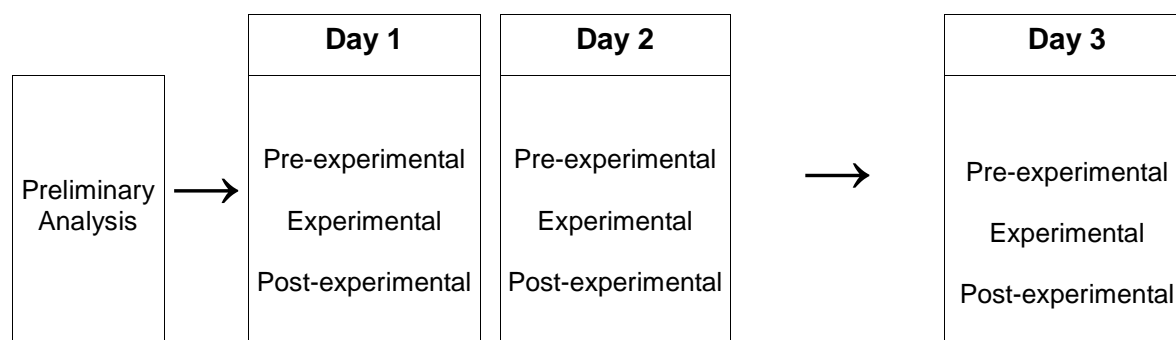 Preliminary
Analysis
→
Day 1
Pre-experimental
Experimental
Post-experimental
Day 2
Pre-experimental
Experimental
Post-experimental
→
Day 3
Pre-experimental
Experimental
Post-experimental